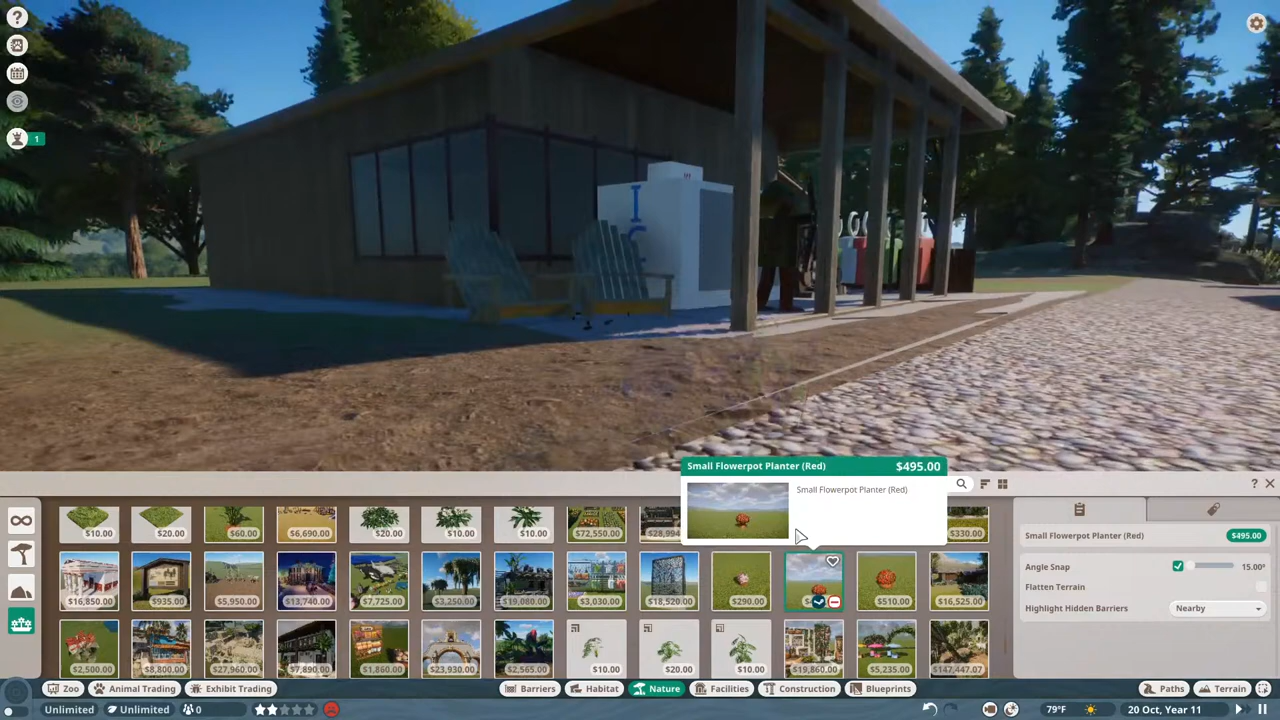 1
I
Small Flowerpot Planter (Red) $495.00
Small Flowerpot Planter (Red)
?
$10.00 $20.00 $60.00 $6,690.00 $20.00 $10.00 $10.00 $72,550.00 $330.00
$16,850.00 $935.00 $5,950.00 $13,740.00 $7,725.00 $3,250.00 $19,080.00 $3,030.00 $18,520.00 $290.00 $510.00 $16,525.00
$2,500.00 $8,800.00 $27,960.00 $7,890.00 $1,860.00 $23,930.00 $2,565.00 $10.00 $20.00 $10.00 $19,860.00 $5,235.00 $147,447.07
Small Flowerpot Planter (Red) $495.00
Angle Snap 15.00°
Flatten Terrain
Highlight Hidden Barriers Nearby
Zoo Animal Trading Exhibit Trading Barriers Habitat Nature Facilities Construction Blueprints Paths Terrain
Unlimited Unlimited 0 79°F 20 Oct, Year 11